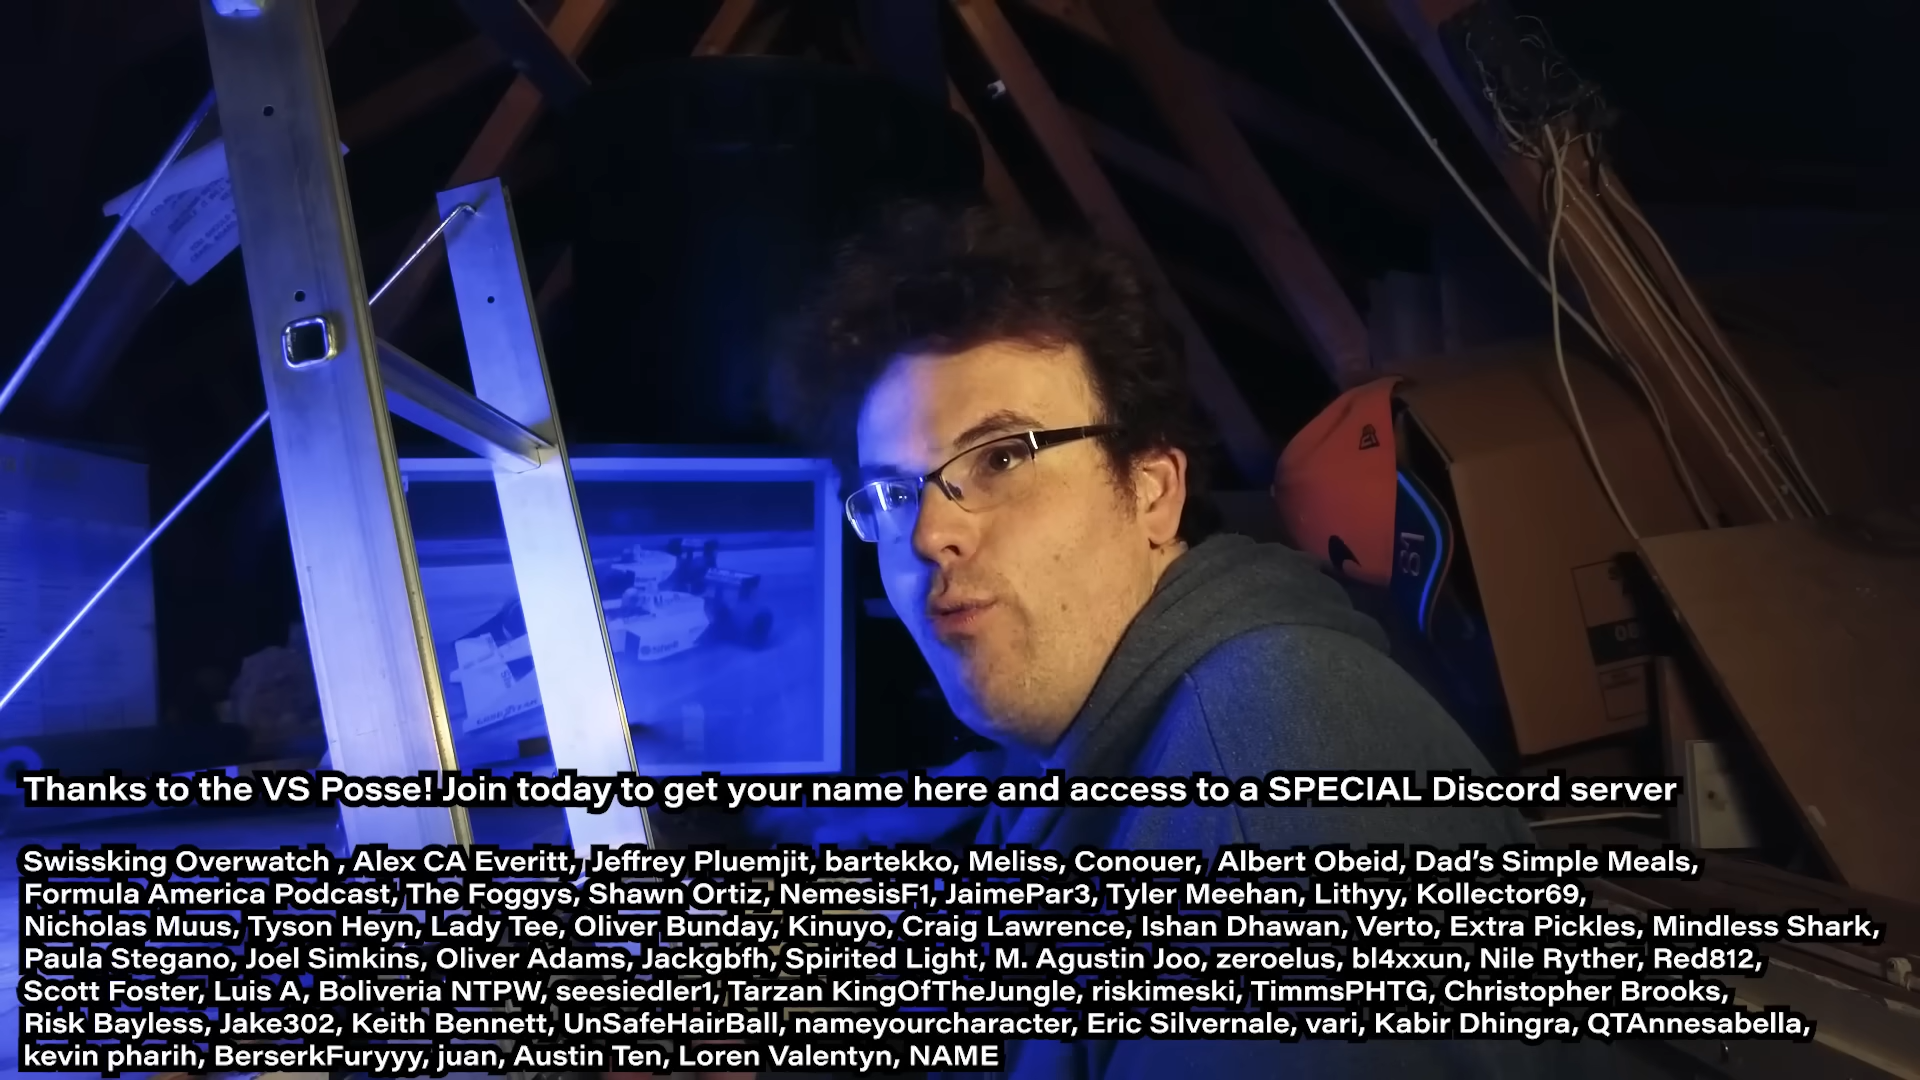 Thanks to the VS Posse! Join today to get your name here and access to a SPECIAL Discord server
Swissking Overwatch , Alex CA Everitt, Jeffrey Pluemjit, bartekko, Meliss, Conouer, Albert Obeid, Dad's Simple Meals,
Formula America Podcast, The Foggys, Shawn Ortiz, NemesisF1, JaimePar3, Tyler Meehan, Lithyy, Kollector69,
Nicholas Muus, Tyson Heyn, Lady Tee, Oliver Bunday, Kinuyo, Craig Lawrence, Ishan Dhawan, Verto, Extra Pickles, Mindless Shark,
Paula Stegano, Joel Simkins, Oliver Adams, Jackgbfh, Spirited Light, M. Agustin Joo, zeroelus, bl4xxun, Nile Ryther, Red812,
Scott Foster, Luis A, Boliveria NTPW, seesiedler1, Tarzan KingOfTheJungle, riskimeski, TimmsPHTG, Christopher Brooks,
Risk Bayless, Jake302, Keith Bennett, UnSafeHairBall, nameyourcharacter, Eric Silvernale, vari, Kabir Dhingra, QTAnnesabella,
kevin pharih, BerserkFuryyy, juan, Austin Ten, Loren Valentyn, NAME